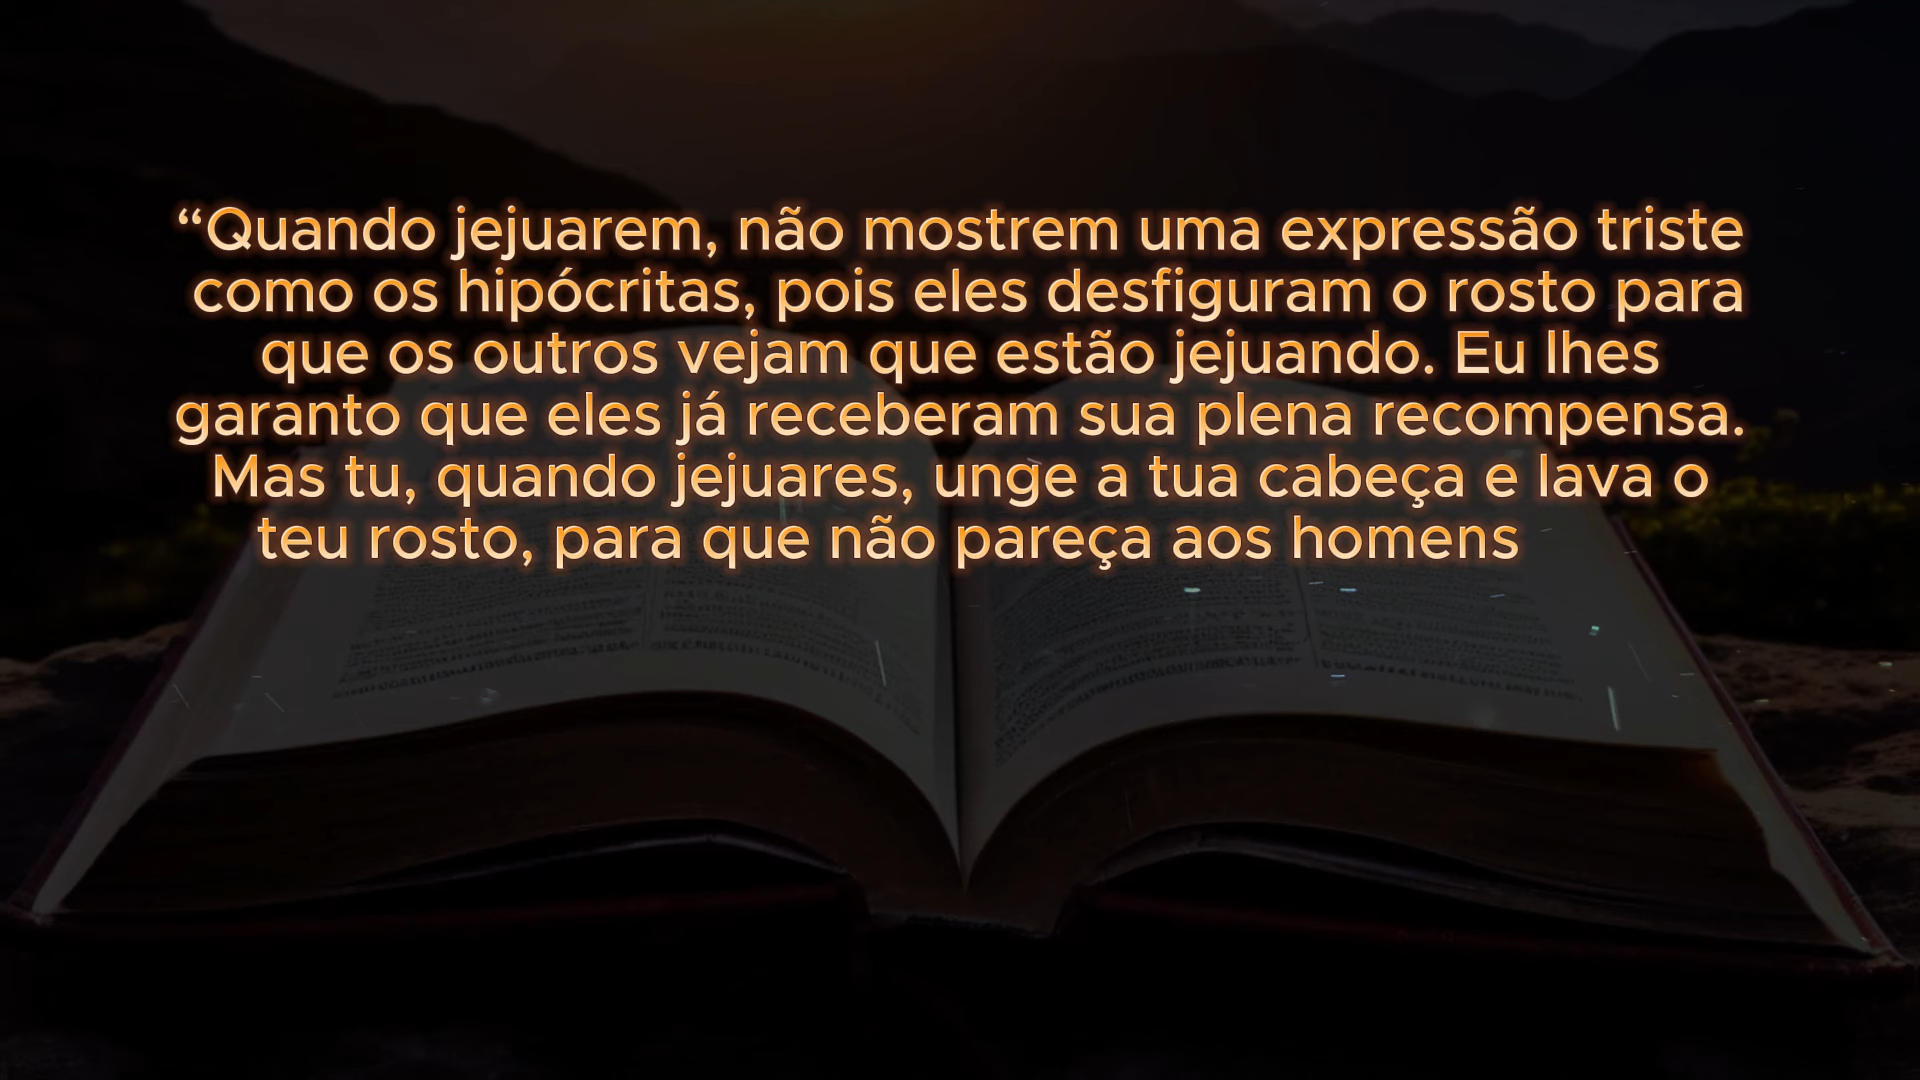 “Quando jejuarem, não mostrem uma expressão triste
como os hipócritas, pois eles desfiguram o rosto para
que os outros vejam que estão jejuando. Eu lhes
garanto que eles já receberam sua plena recompensa.
Mas tu, quando jejuares, unge a tua cabeça e lava o
teu rosto, para que não pareça aos homens